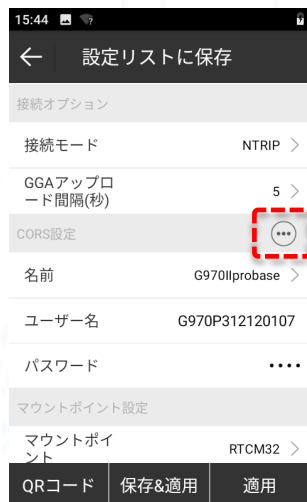 15:44
設定リストに保存
接続オプション
接続モード NTRIP
GGAアップロ
ード間隔(秒) 5
CORS設定
名前 G970IIprobase
ユーザー名 G970P312120107
パスワード ••••
マウントポイント設定
マウントポイ
ント RTCM32
QRコード 保存&適用 適用